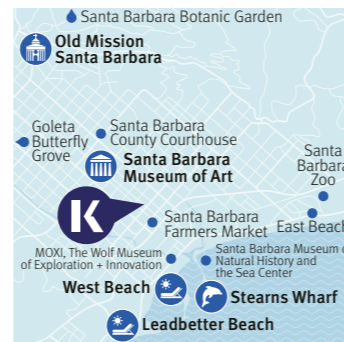 Santa Barbara Botanic Garden
Old Mission
Santa Barbara
Goleta
Butterfly
Grove
Santa Barbara
County Courthouse
Santa Barbara
Museum of Art
Santa
Barbara
Zoo
K
Santa Barbara
Farmers Market
East Beach
MOXI, The Wolf Museum
of Exploration + Innovation
Santa Barbara Museum
Natural History and
the Sea Center
West Beach
Stearns Wharf
Leadbetter Beach